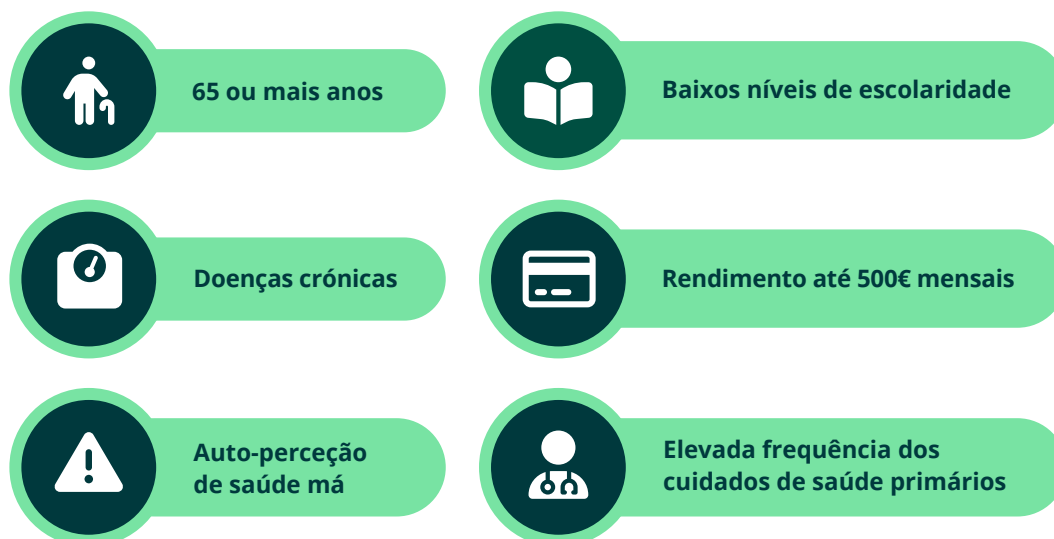 65 ou mais anos
Baixos níveis de escolaridade
Doenças crónicas
Rendimento até 500€ mensais
Auto-perceção
de saúde má
Elevada frequência dos
cuidados de saúde primários